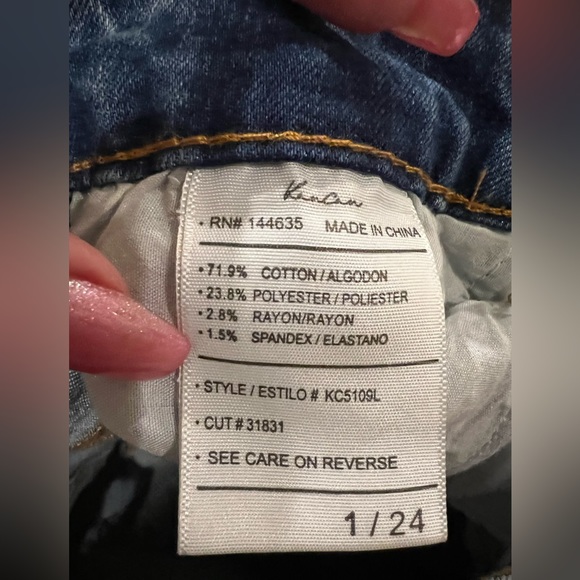 Kancan
• RN# 144635 MADE IN CHINA
• 71.9% COTTON / ALGODON
• 23.8% POLYESTER / POLIESTER
• 2.8% RAYON/RAYON
• 1.5% SPANDEX / ELASTANO
• STYLE / ESTILO # KC5109L
• CUT # 31831
• SEE CARE ON REVERSE
1 / 24